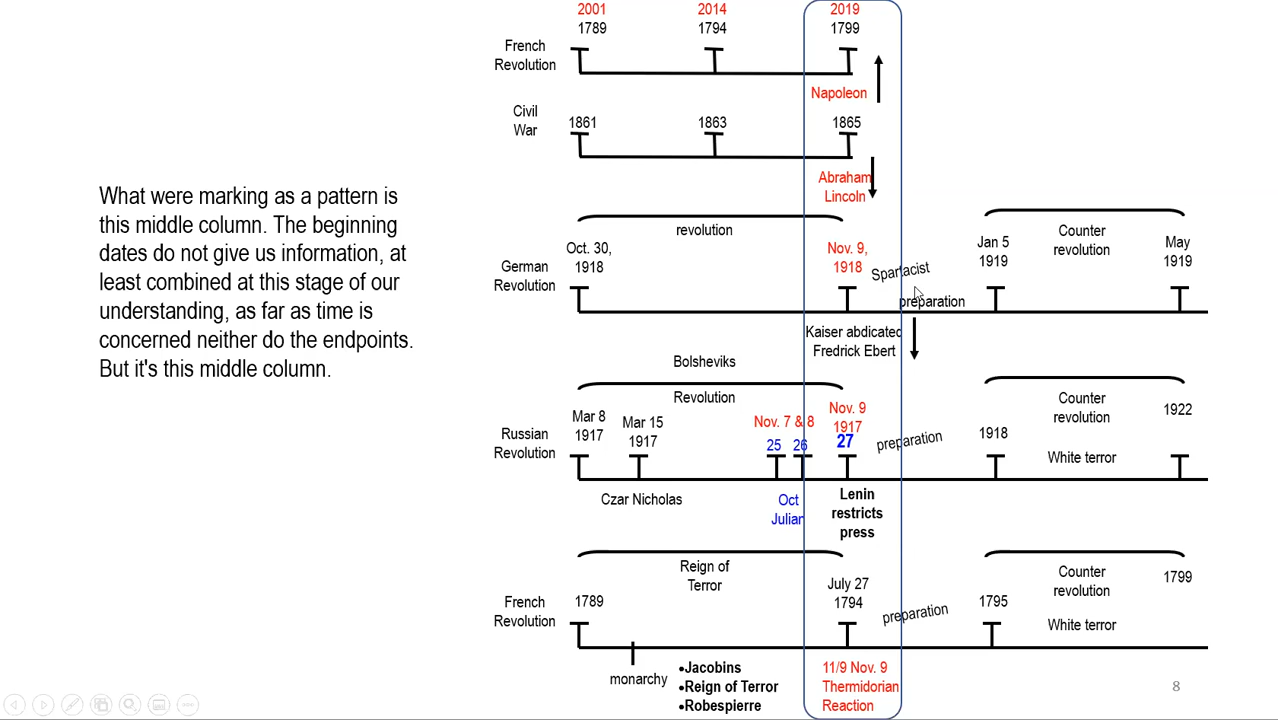 What were marking as a pattern is
this middle column. The beginning
dates do not give us information, at
least combined at this stage of our
understanding, as far as time is
concerned neither do the endpoints.
But it's this middle column.
2001 2014 2019
1789 1794 1799
French
Revolution
Napoleon
Civil
War
1861 1863 1865
Abraham
Lincoln
revolution
Counter
revolution
German
Revolution
Oct. 30,
1918
Nov. 9,
1918
Spartacist
preparation
Jan 5
1919
May
1919
Kaiser abdicated
Fredrick Ebert
Bolsheviks
Revolution
Counter
revolution
Russian
Revolution
Mar 8
1917
Mar 15
1917
Nov. 7 & 8
25 26
Nov. 9
1917
27
preparation
1918
White terror
1922
Czar Nicholas
Oct
Julian
Lenin
restricts
press
Reign of
Terror
Counter
revolution
French
Revolution
1789
July 27
1794
preparation
1795
White terror
1799
monarchy
•Jacobins
•Reign of Terror
•Robespierre
11/9 Nov. 9
Thermidorian
Reaction
8